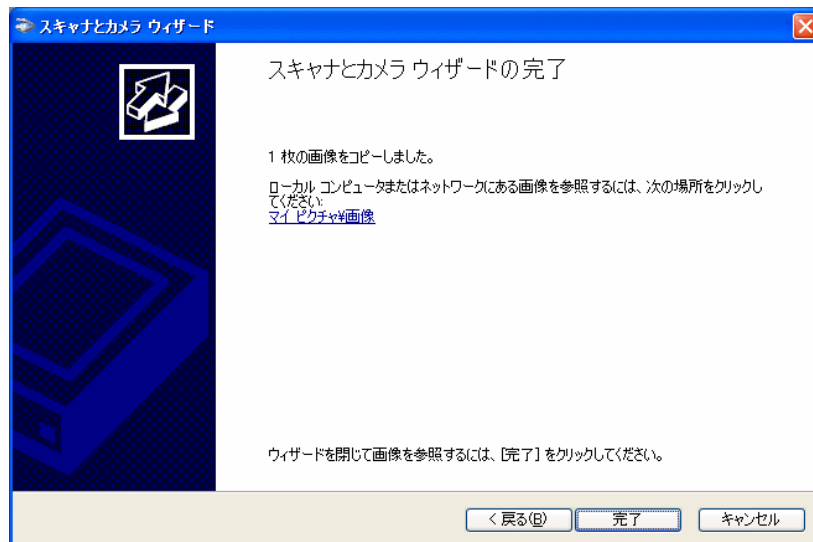 スキャナとカメラ ウィザード
スキャナとカメラ ウィザードの完了
1 枚の画像をコピーしました。
ローカル コンピュータまたはネットワークにある画像を参照するには、次の場所をクリックし
てください:
マイ ピクチャ¥画像
ウィザードを閉じて画像を参照するには、[完了] をクリックしてください。
< 戻る(B) 完了 キャンセル